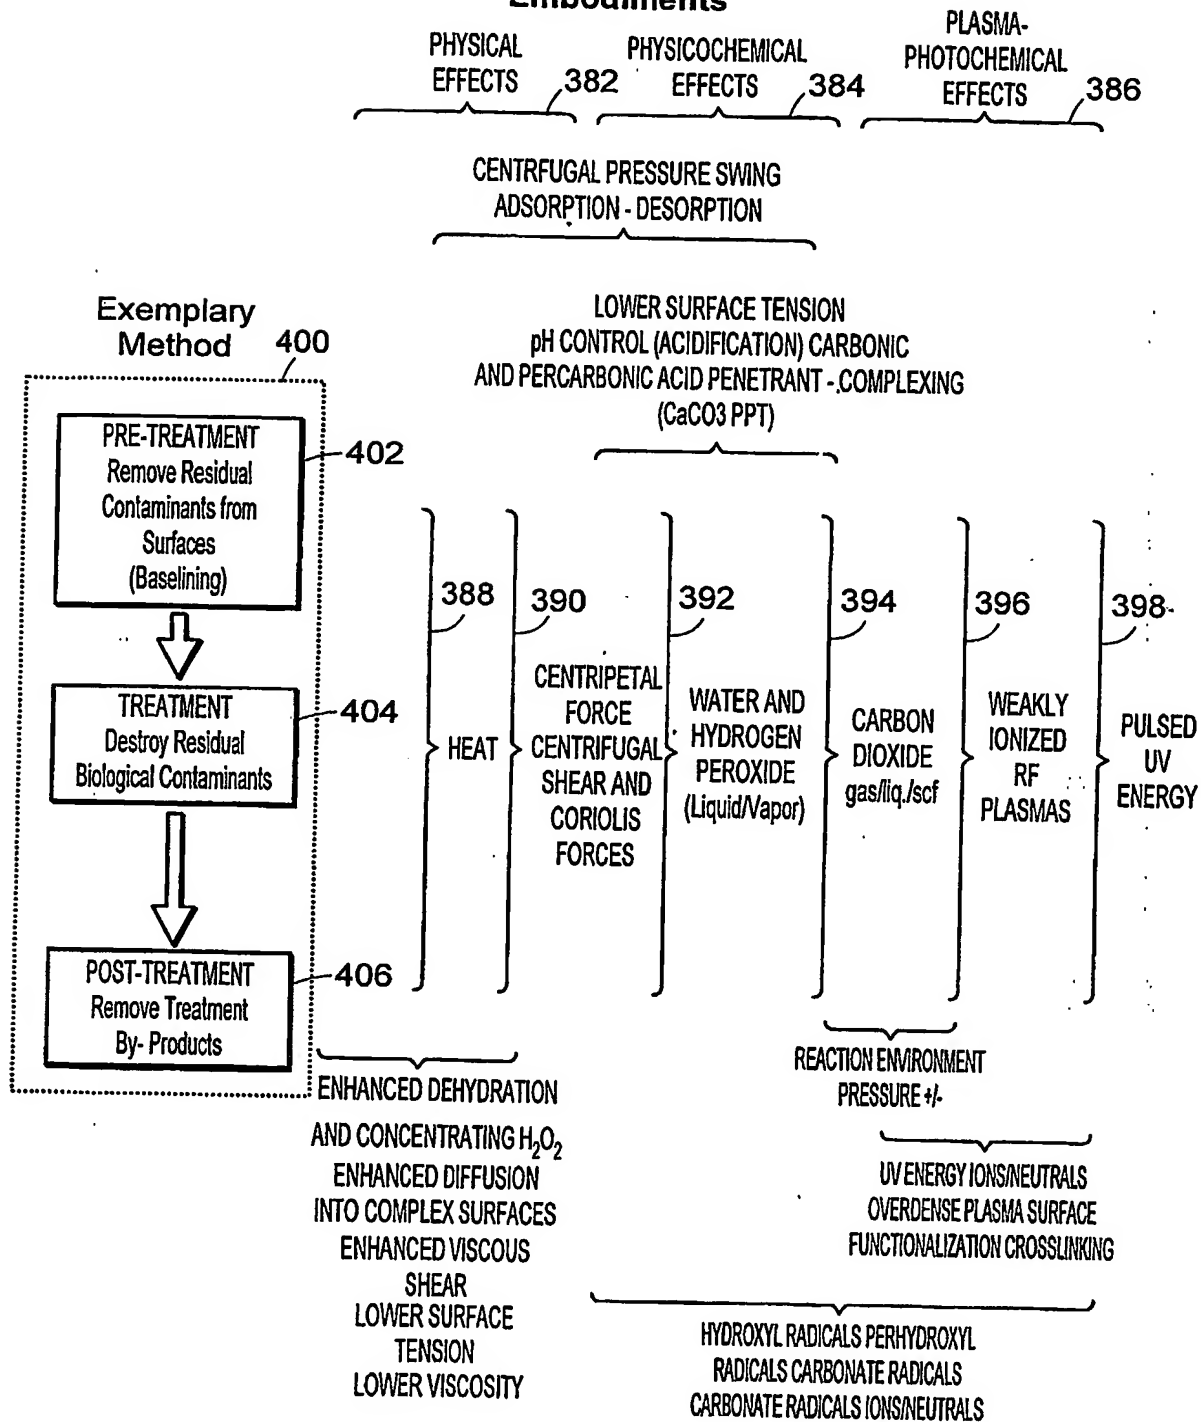 Embodiments
PHYSICAL
EFFECTS
382
PHYSICOCHEMICAL
EFFECTS
384
PLASMA-
PHOTOCHEMICAL
EFFECTS
386
CENTRFUGAL PRESSURE SWING
ADSORPTION - DESORPTION
LOWER SURFACE TENSION
pH CONTROL (ACIDIFICATION) CARBONIC
AND PERCARBONIC ACID PENETRANT - COMPLEXING
(CaCO3 PPT)
Exemplary
Method
400
PRE-TREATMENT
Remove Residual
Contaminants from
Surfaces
(Baselining)
402
TREATMENT
Destroy Residual
Biological Contaminants
404
POST-TREATMENT
Remove Treatment
By- Products
406
388
HEAT
390
CENTRIPETAL
FORCE
CENTRIFUGAL
SHEAR AND
CORIOLIS
FORCES
392
WATER AND
HYDROGEN
PEROXIDE
(Liquid/Vapor)
394
CARBON
DIOXIDE
gas/liq./scf
396
WEAKLY
IONIZED
RF
PLASMAS
398
PULSED
UV
ENERGY
ENHANCED DEHYDRATION
AND CONCENTRATING H₂O₂
ENHANCED DIFFUSION
INTO COMPLEX SURFACES
ENHANCED VISCOUS
SHEAR
LOWER SURFACE
TENSION
LOWER VISCOSITY
REACTION ENVIRONMENT
PRESSURE +/-
UV ENERGY IONS/NEUTRALS
OVERDENSE PLASMA SURFACE
FUNCTIONALIZATION CROSSLINKING
HYDROXYL RADICALS PERHYDROXYL
RADICALS CARBONATE RADICALS
CARBONATE RADICALS IONS/NEUTRALS